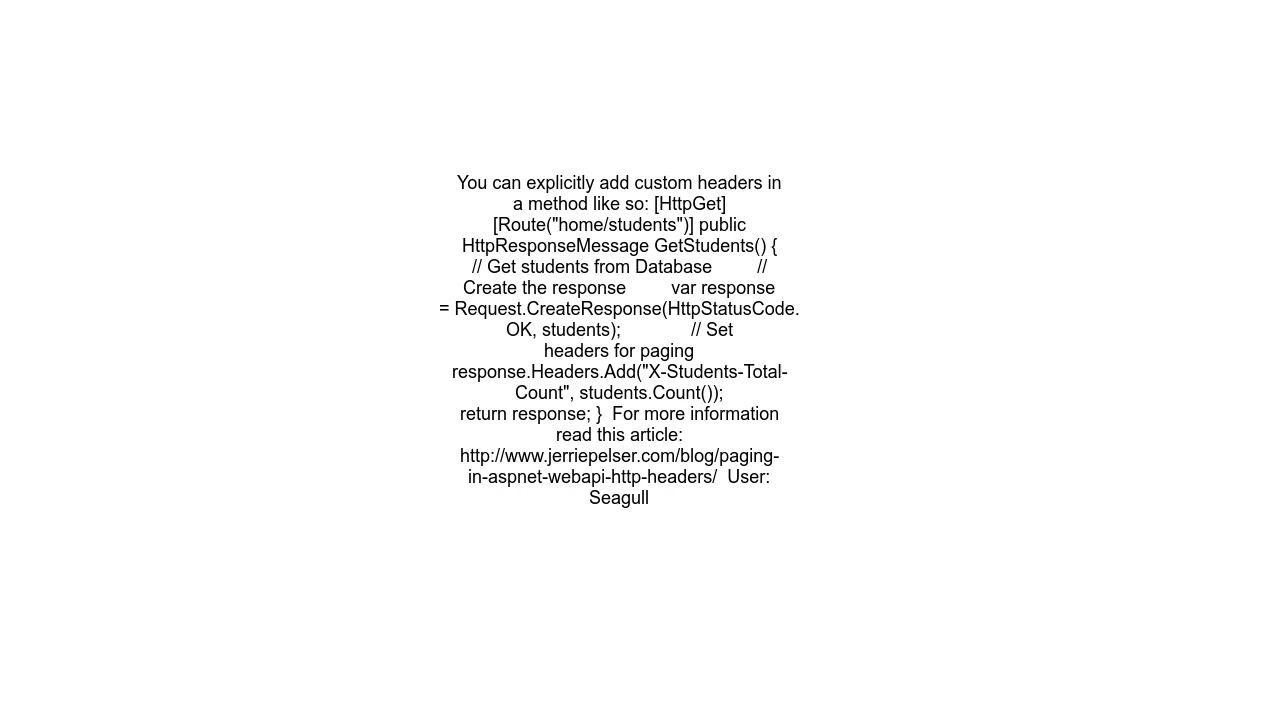 You can explicitly add custom headers in
a method like so: [HttpGet]
[Route("home/students")] public
HttpResponseMessage GetStudents() {
// Get students from Database         //
Create the response         var response
= Request.CreateResponse(HttpStatusCode.
OK, students);              // Set
headers for paging
response.Headers.Add("X-Students-Total-
Count", students.Count());
return response; }  For more information
read this article:
http://www.jerriepelser.com/blog/paging-
in-aspnet-webapi-http-headers/  User:
Seagull